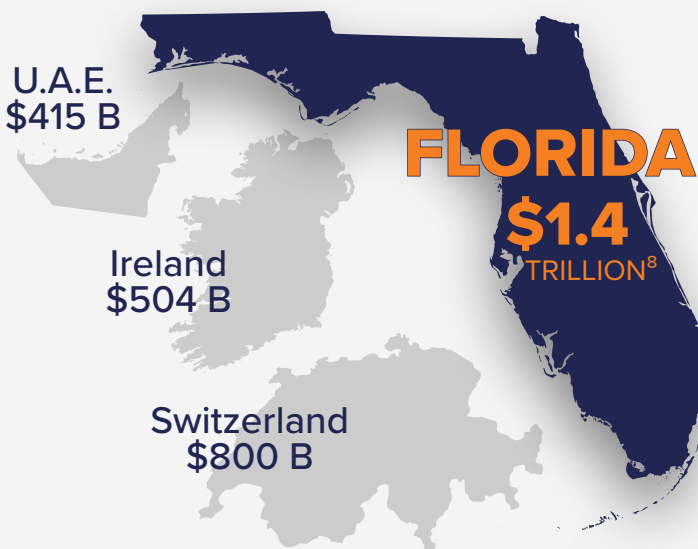 U.A.E.
$415 B
FLORIDA
$1.4
TRILLION⁸
Ireland
$504 B
Switzerland
$800 B